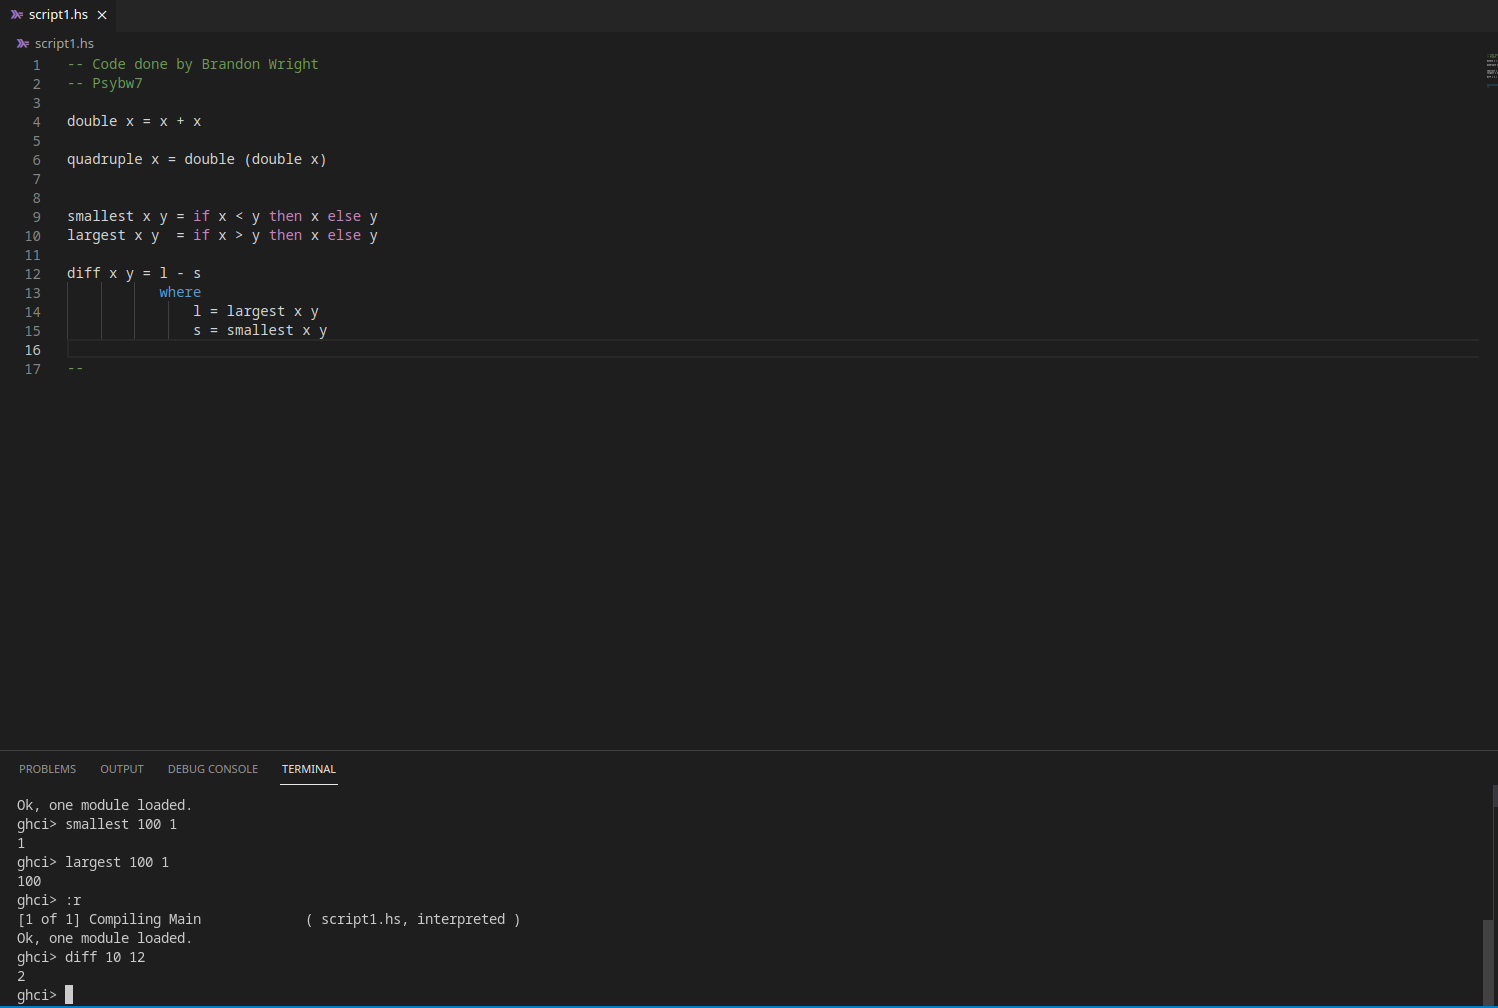 script1.hs
script1.hs
1 -- Code done by Brandon Wright
2 -- Psybw7
3
4 double x = x + x
5
6 quadruple x = double (double x)
7
8
9 smallest x y = if x < y then x else y
10 largest x y  = if x > y then x else y
11
12 diff x y = l - s
13            where
14                l = largest x y
15                s = smallest x y
16
17 --
PROBLEMS OUTPUT DEBUG CONSOLE TERMINAL
Ok, one module loaded.
ghci> smallest 100 1
1
ghci> largest 100 1
100
ghci> :r
[1 of 1] Compiling Main             ( script1.hs, interpreted )
Ok, one module loaded.
ghci> diff 10 12
2
ghci>